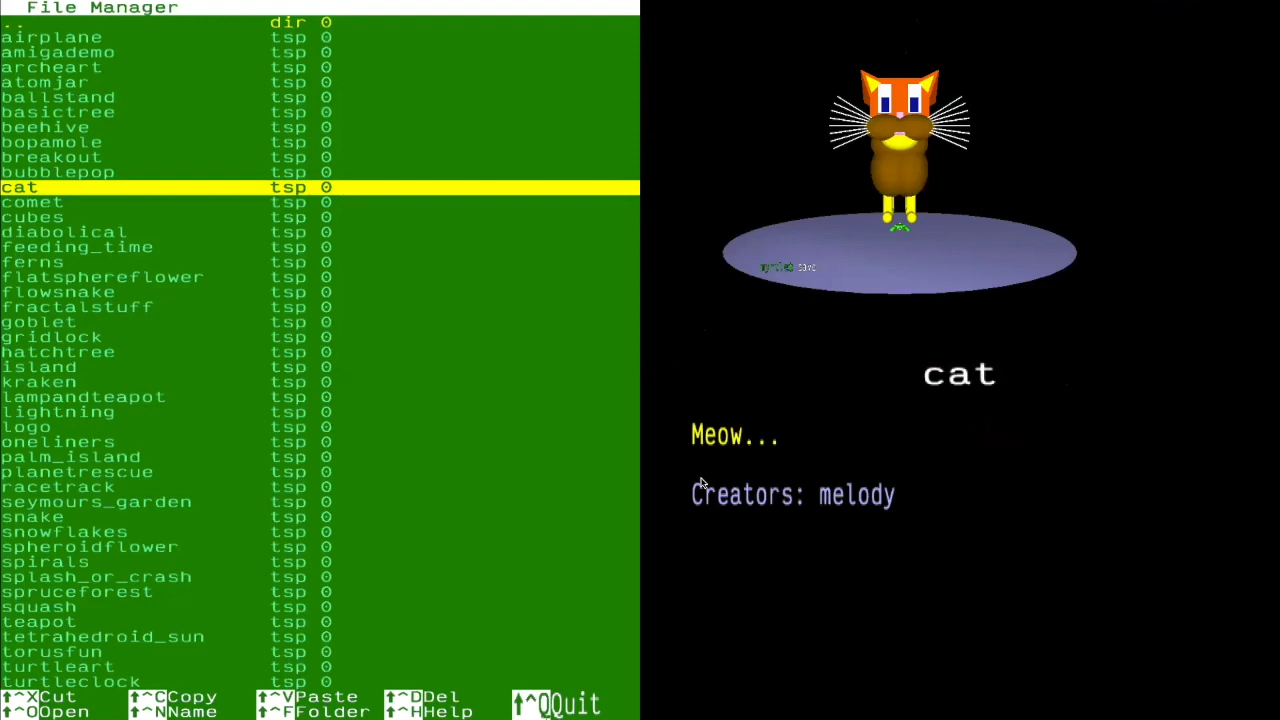 File Manager
.. dir 0
airplane tsp 0
amigademo tsp 0
archeart tsp 0
atomjar tsp 0
ballstand tsp 0
basictree tsp 0
beehive tsp 0
bopamole tsp 0
breakout tsp 0
bubblepop tsp 0
cat tsp 0
comet tsp 0
cubes tsp 0
diabolical tsp 0
feeding_time tsp 0
ferns tsp 0
flatsphereflower tsp 0
flowsnake tsp 0
fractalstuff tsp 0
goblet tsp 0
gridlock tsp 0
hatchtree tsp 0
island tsp 0
kraken tsp 0
lampandteapot tsp 0
lightning tsp 0
logo tsp 0
oneliners tsp 0
palm_island tsp 0
planetrescue tsp 0
racetrack tsp 0
seymours_garden tsp 0
snake tsp 0
snowflakes tsp 0
spheroidflower tsp 0
spirals tsp 0
splash_or_crash tsp 0
spruceforest tsp 0
squash tsp 0
teapot tsp 0
tetrahedroid_sun tsp 0
torusfun tsp 0
turtleart tsp 0
turtleclock tsp 0
⬆^XCut ⬆^CCopy ⬆^VPaste ⬆^DDel ⬆^QQuit
⬆^OOpen ⬆^NName ⬆^FFolder ⬆^HHelp
save
cat
Meow...
Creators: melody